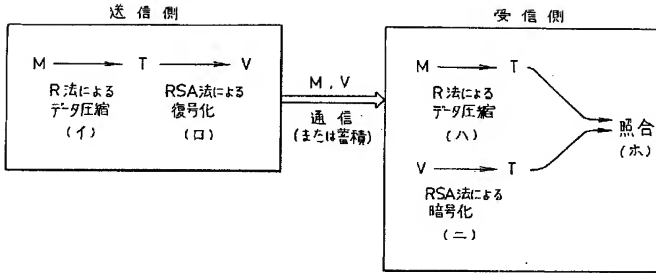 送信側
M → T → V
R法による
データ圧縮
(イ)
RSA法による
復号化
(ロ)
M, V
通信
(または蓄積)
受信側
M → T
R法による
データ圧縮
(ハ)
照合
(ホ)
V → T
RSA法による
暗号化
(ニ)